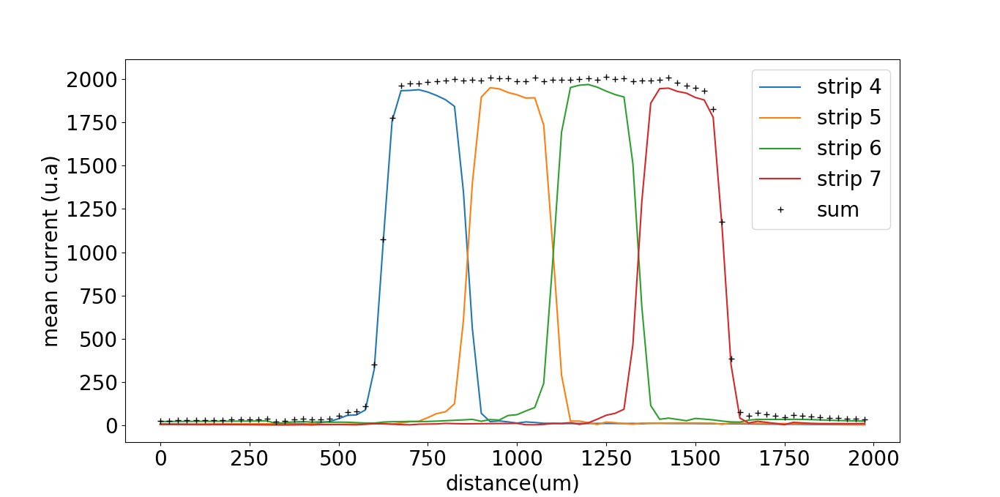 2000
1750
1500
1250
1000
750
500
250
0
mean current (u.a)
0 250 500 750 1000 1250 1500 1750 2000
distance(um)
strip 4
strip 5
strip 6
strip 7
sum